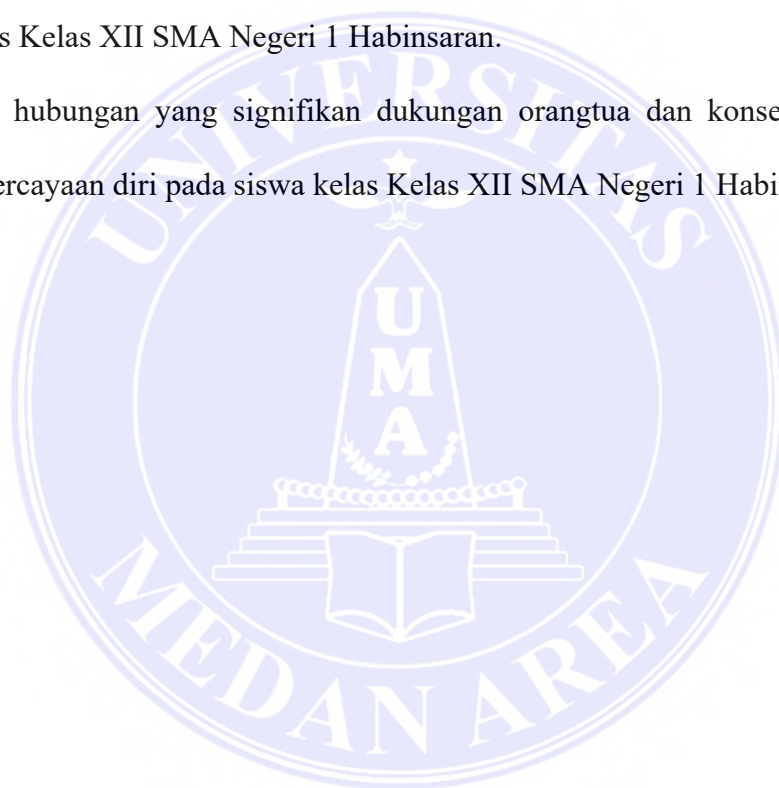 s Kelas XII SMA Negeri 1 Habinsaran.
hubungan yang signifikan dukungan orangtua dan konse
ercayaan diri pada siswa kelas Kelas XII SMA Negeri 1 Habi
UNIVERSITAS
UMA
MEDAN AREA